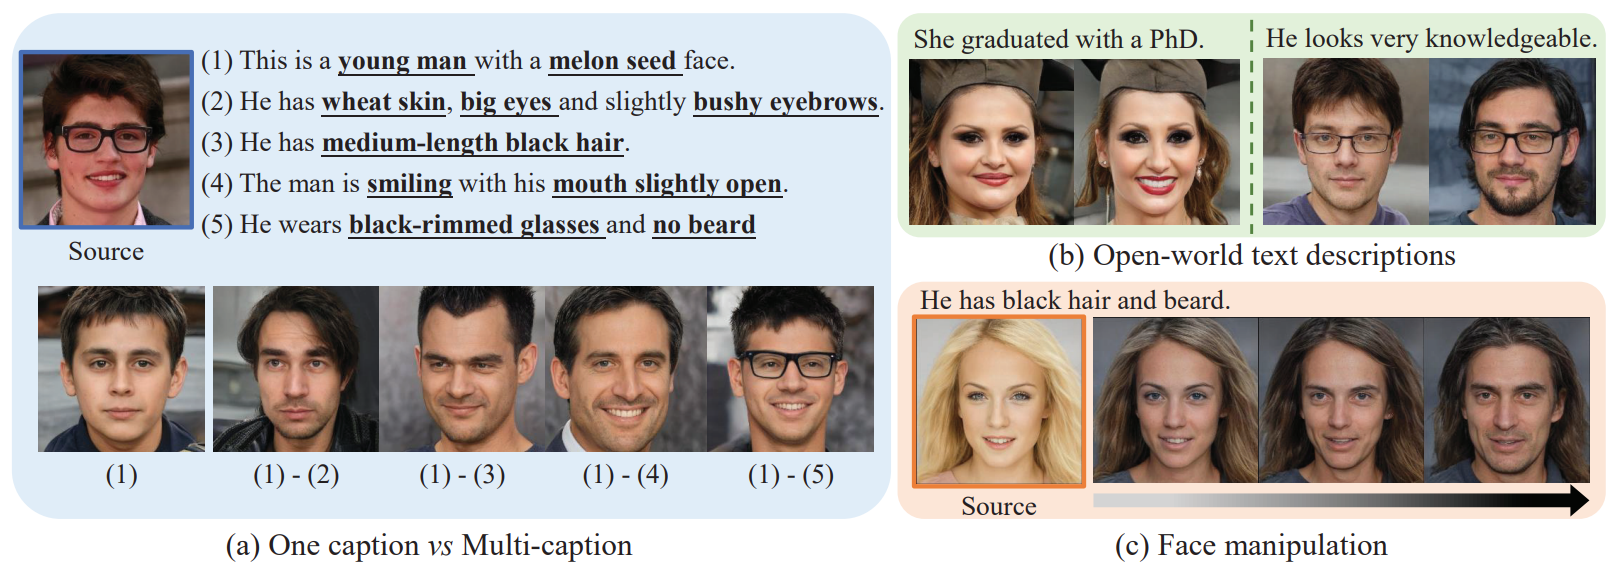 (1) This is a young man with a melon seed face.
(2) He has wheat skin, big eyes and slightly bushy eyebrows.
(3) He has medium-length black hair.
(4) The man is smiling with his mouth slightly open.
(5) He wears black-rimmed glasses and no beard
Source
(1)
(1) - (2)
(1) - (3)
(1) - (4)
(1) - (5)
(a) One caption vs Multi-caption
She graduated with a PhD.
He looks very knowledgeable.
(b) Open-world text descriptions
He has black hair and beard.
Source
(c) Face manipulation